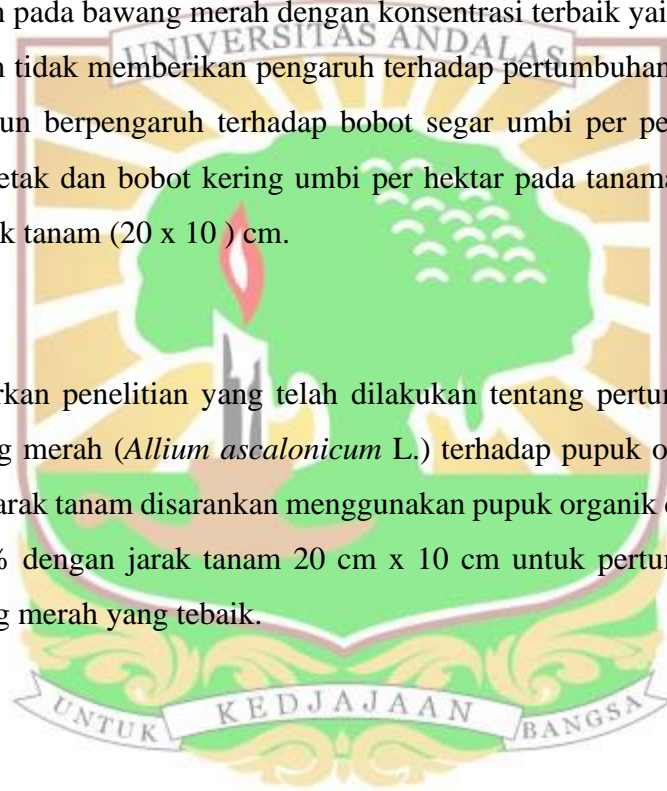 n pada bawang merah dengan konsentrasi terbaik yai
UNIVERSITAS ANDALAS
n tidak memberikan pengaruh terhadap pertumbuhan
un berpengaruh terhadap bobot segar umbi per pe
etak dan bobot kering umbi per hektar pada tanama
k tanam (20 x 10 ) cm.
rkan penelitian yang telah dilakukan tentang pertur
g merah (Allium ascalonicum L.) terhadap pupuk o
arak tanam disarankan menggunakan pupuk organik
% dengan jarak tanam 20 cm x 10 cm untuk pertur
g merah yang tebaik.
UNTUK KEDJAJAAN BANGSA